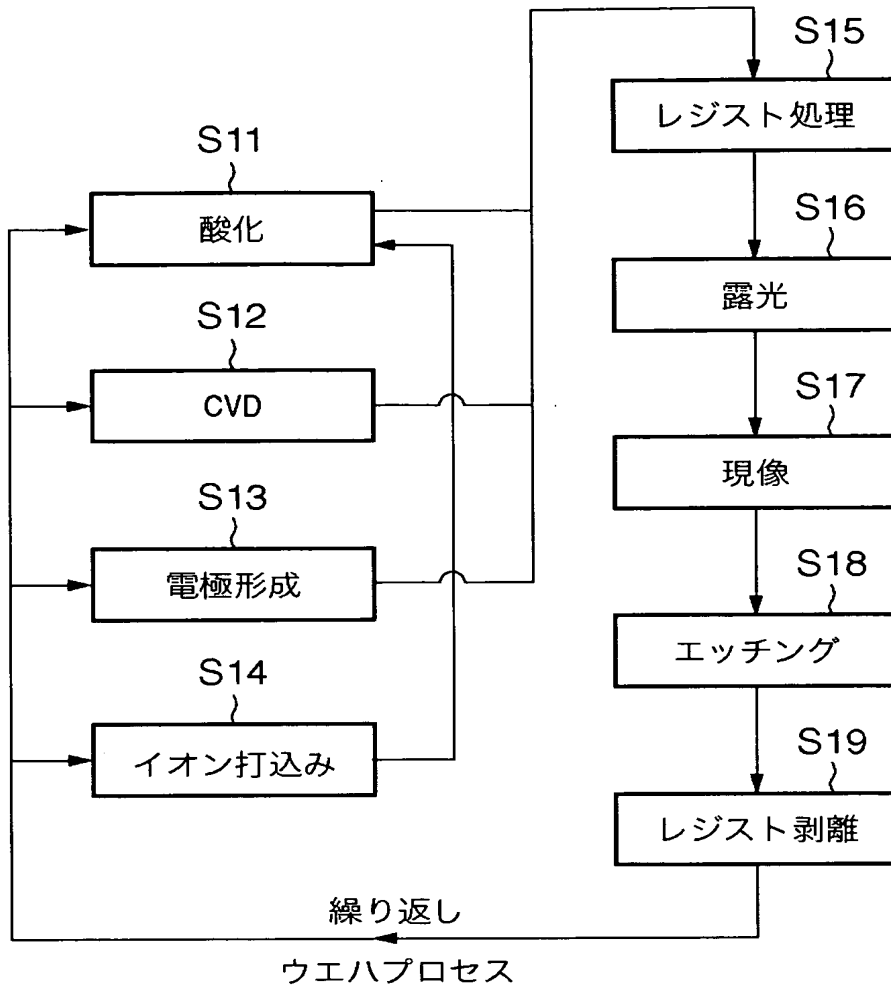 S11
酸化
S12
CVD
S13
電極形成
S14
イオン打込み
S15
レジスト処理
S16
露光
S17
現像
S18
エッチング
S19
レジスト剥離
繰り返し
ウエハプロセス